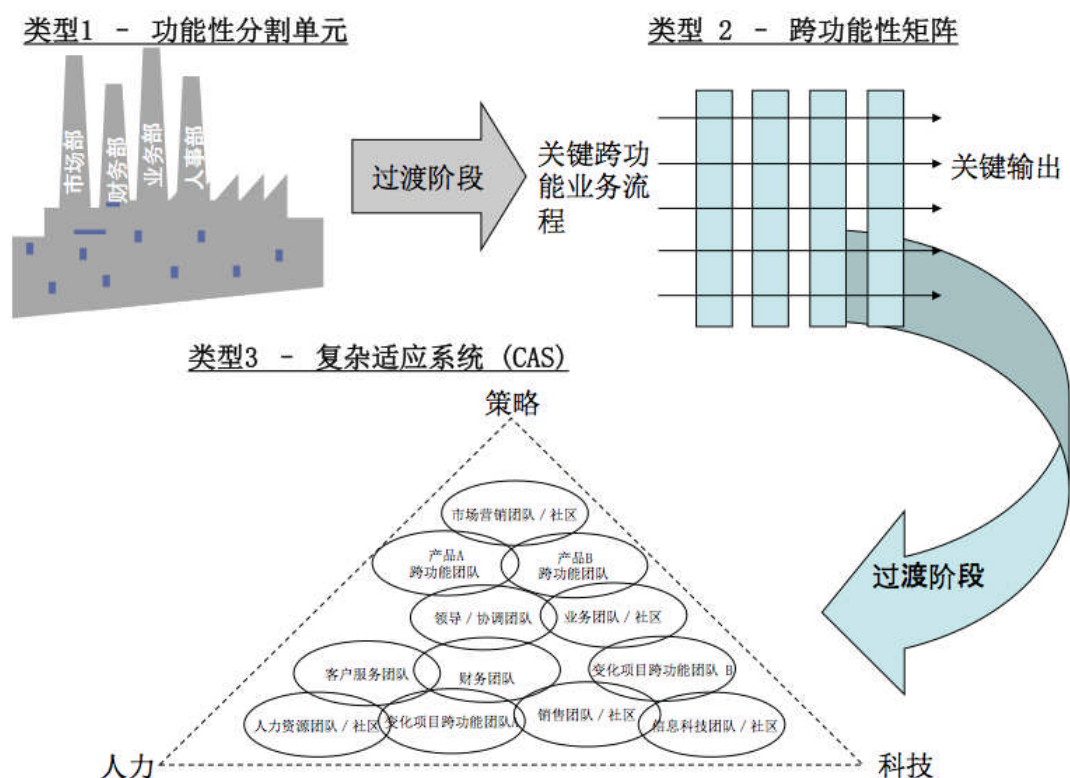 类型1 - 功能性分割单元
市场部
财务部
业务部
人事部
过渡阶段
类型 2 - 跨功能性矩阵
关键跨功
能业务流
程
关键输出
过渡阶段
类型3 - 复杂适应系统 (CAS)
策略
市场营销团队/社区
产品A
跨功能团队
产品B
跨功能团队
领导/协调团队
业务团队/社区
客户服务团队
财务团队
变化项目跨功能团队 B
人力资源团队/社区
变化项目跨功能团队A
销售团队/社区
信息科技团队/社区
人力
科技